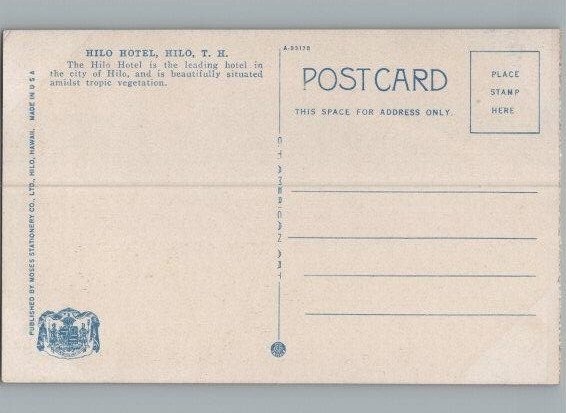 HILO HOTEL, HILO, T. H.
The Hilo Hotel is the leading hotel in
the city of Hilo, and is beautifully situated
amidst tropic vegetation.
PUBLISHED BY MOSES STATIONERY CO., LTD., HILO, HAWAII. MADE IN U S A
POSTCARD
THIS SPACE FOR ADDRESS ONLY.
PLACE
STAMP
HERE